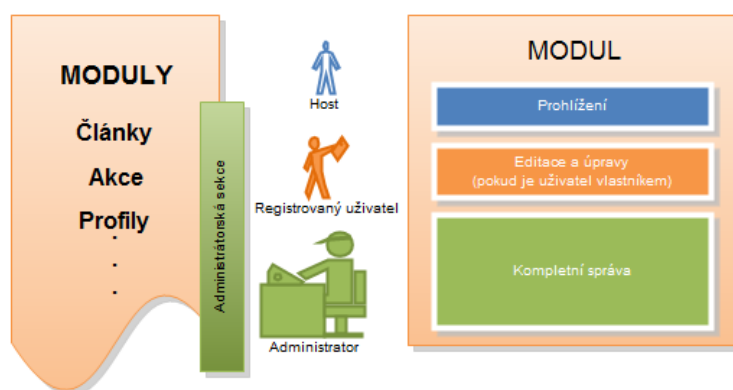 MODULY
Články
Akce
Profily
.
.
.
Administrátorská sekce
Host
Registrovaný uživatel
Administrator
MODUL
Prohlížení
Editace a úpravy
(pokud je uživatel vlastníkem)
Kompletní správa